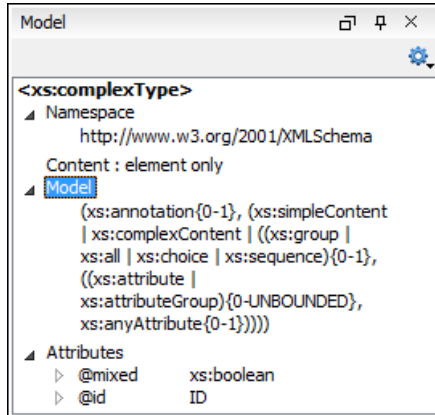 Model
<xs:complexType>
Namespace
http://www.w3.org/2001/XMLSchema
Content : element only
Model
(xs:annotation{0-1}, (xs:simpleContent
| xs:complexContent | ((xs:group |
xs:all | xs:choice | xs:sequence){0-1},
((xs:attribute |
xs:attributeGroup){0-UNBOUNDED},
xs:anyAttribute{0-1}))))
Attributes
@mixed xs:boolean
@id ID